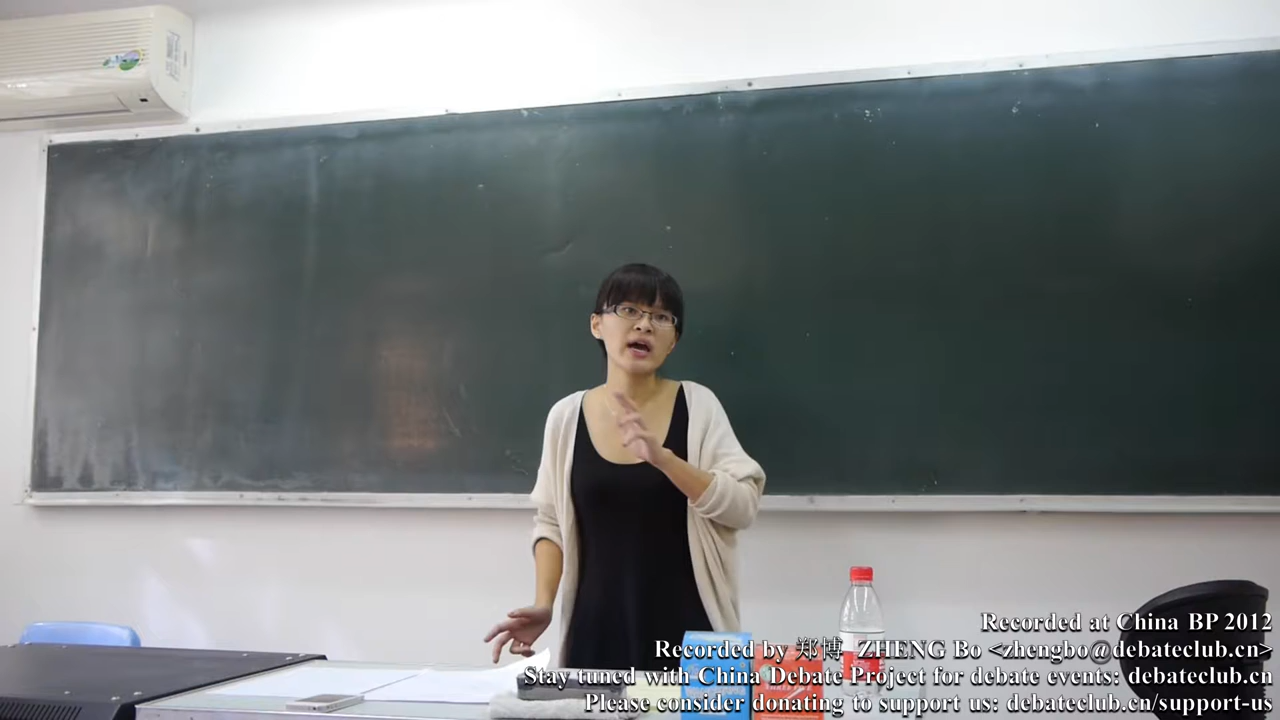 Recorded at China BP 2012
Recorded by 郑博 ZHENG Bo <zhengbo@debateclub.cn>
Stay tuned with China Debate Project for debate events: debateclub.cn
Please consider donating to support us: debateclub.cn/support-us